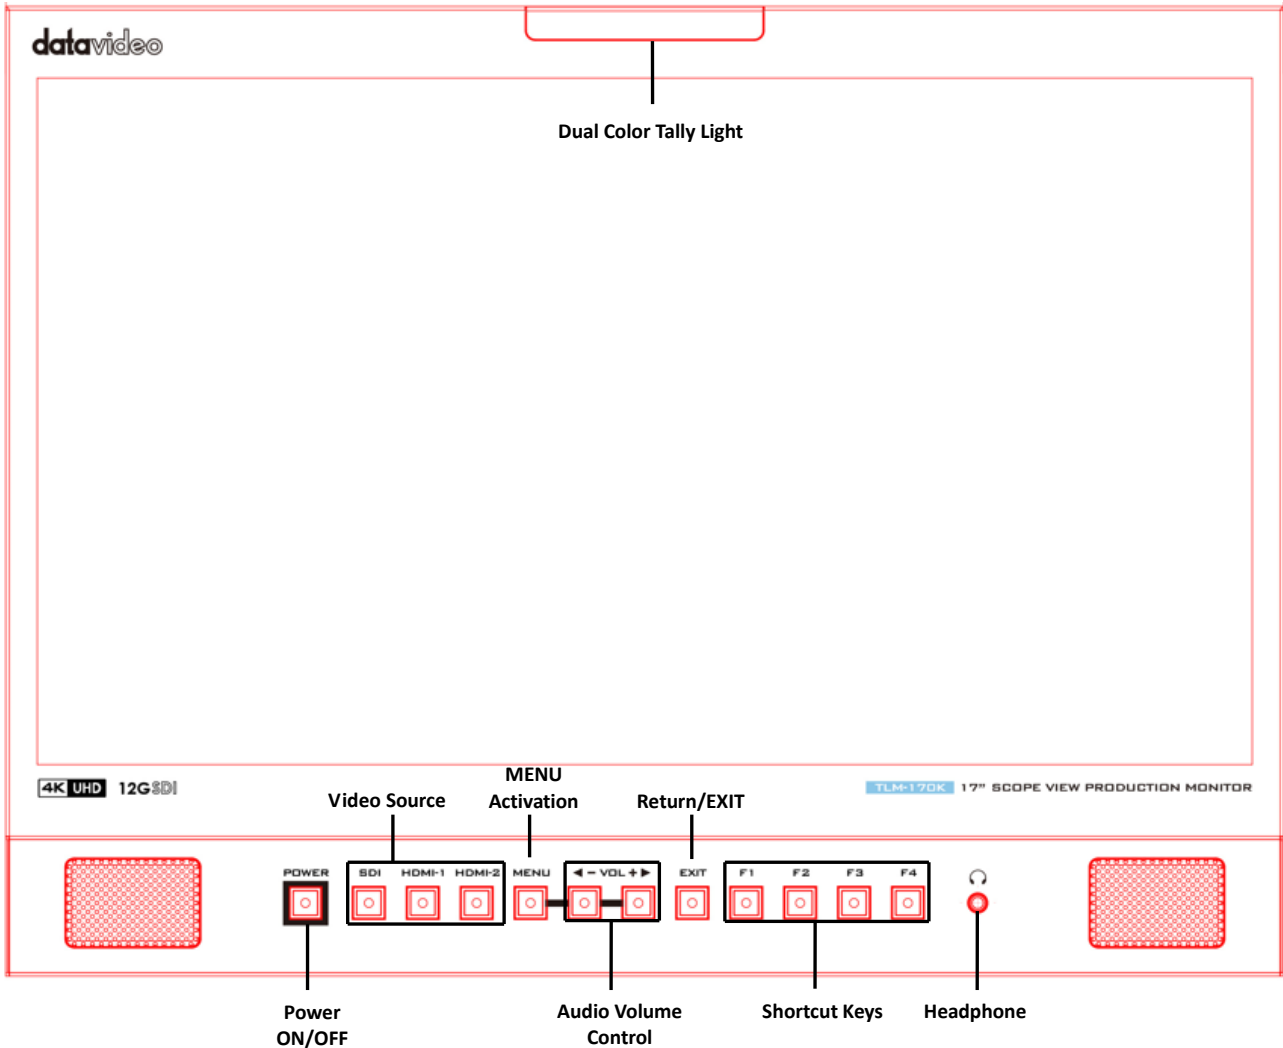 datavideo
Dual Color Tally Light
4K UHD 12GSDI
TLM-170K 17" SCOPE VIEW PRODUCTION MONITOR
Video Source
MENU
Activation
Return/EXIT
POWER SDI HDMI-1 HDMI-2 MENU ◀ − VOL + ▶ EXIT F1 F2 F3 F4
Power
ON/OFF
Audio Volume
Control
Shortcut Keys
Headphone